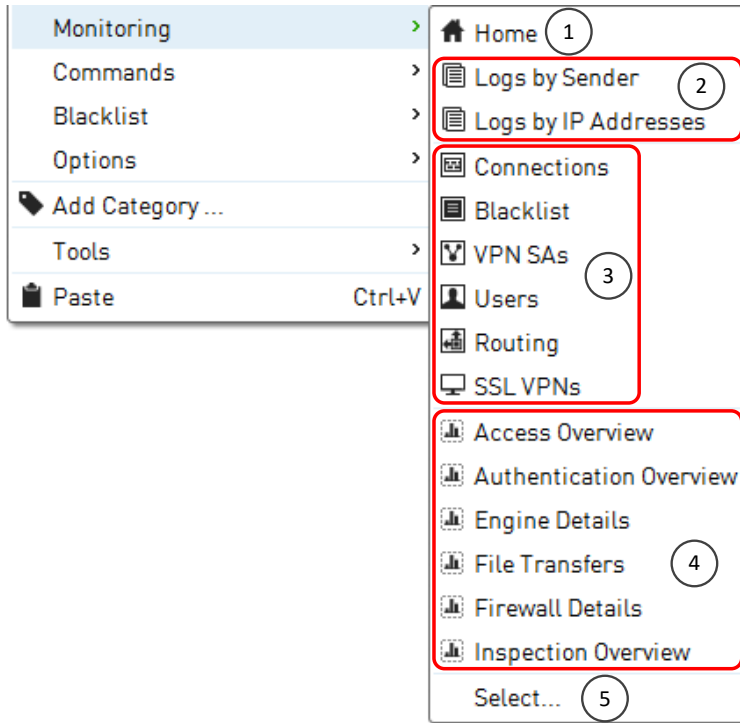 Monitoring
Commands
Blacklist
Options
Add Category ...
Tools
Paste Ctrl+V
Home 1
Logs by Sender 2
Logs by IP Addresses
Connections
Blacklist
VPN SAs
3
Users
Routing
SSL VPNs
Access Overview
Authentication Overview
Engine Details
File Transfers 4
Firewall Details
Inspection Overview
Select... 5